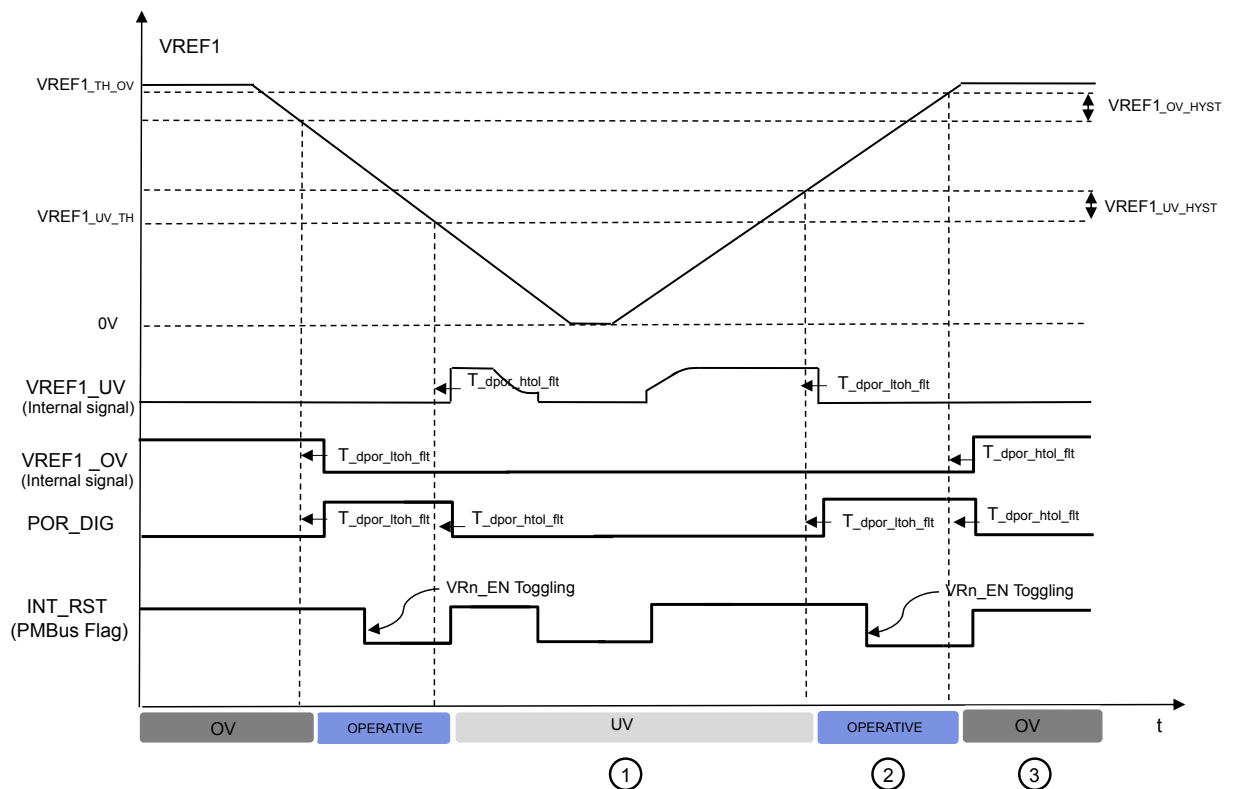 VREF1
VREF1_TH_OV
VREF1_OV_HYST
VREF1_UV_TH
VREF1_UV_HYST
0V
VREF1_UV
(Internal signal)
T_dpor_htol_flt
T_dpor_ltoh_flt
VREF1 _OV
(Internal signal)
T_dpor_ltoh_flt
T_dpor_htol_flt
POR_DIG
T_dpor_ltoh_flt
T_dpor_htol_flt
T_dpor_ltoh_flt
T_dpor_htol_flt
INT_RST
(PMBus Flag)
VRn_EN Toggling
VRn_EN Toggling
OV
OPERATIVE
UV
OPERATIVE
OV
t
1
2
3